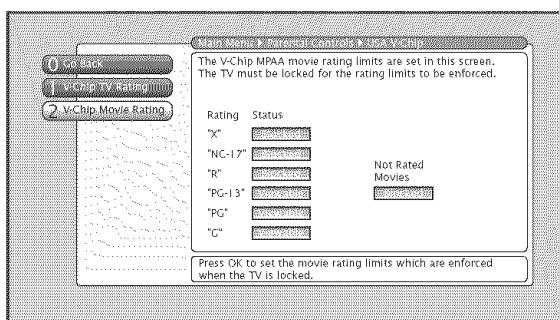 Main Menu ▸ Parental Controls ▸ USA V-Chip
0 Go Back
1 V-Chip TV Rating
2 V-Chip Movie Rating
The V-Chip MPAA movie rating limits are set in this screen.
The TV must be locked for the rating limits to be enforced.
Rating Status
"X"
"NC-17"
"R"
"PG-13"
"PG"
"G"
Not Rated
Movies
Press OK to set the movie rating limits which are enforced
when the TV is locked.